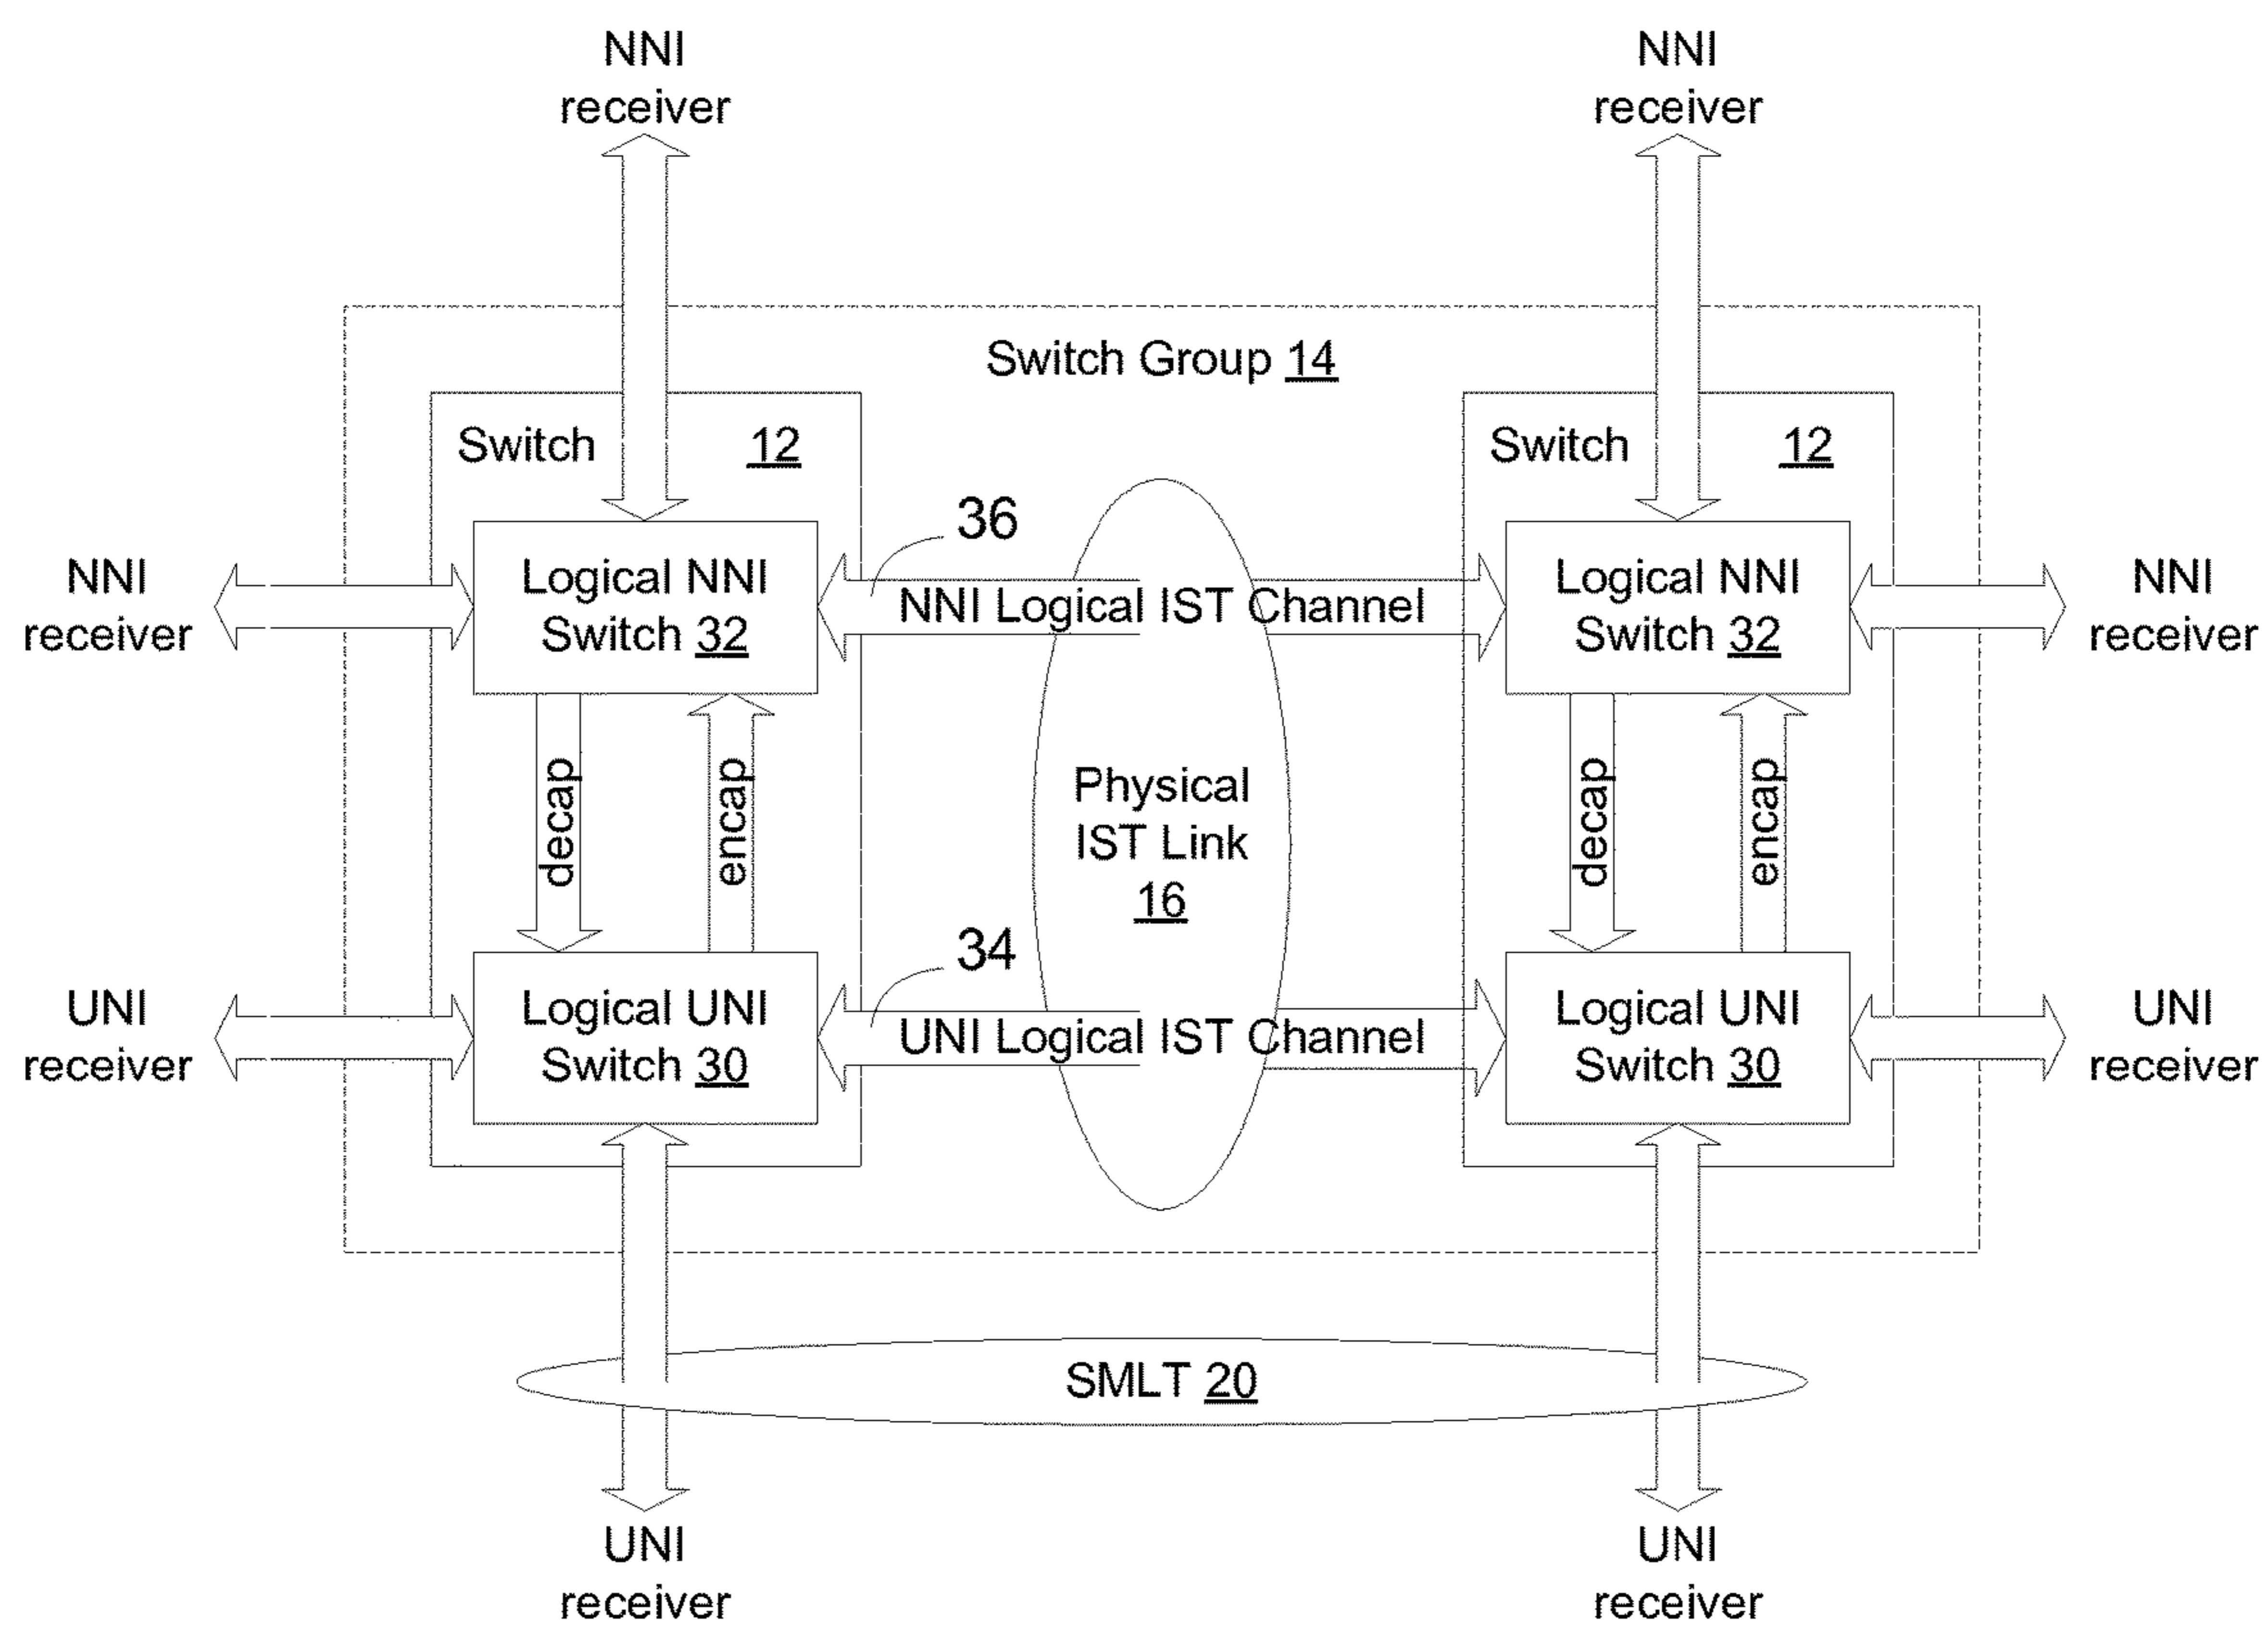 NNI
receiver
NNI
receiver
Switch Group 14
Switch 12
Switch 12
36
NNI
receiver
Logical NNI
Switch 32
NNI Logical IST Channel
Logical NNI
Switch 32
NNI
receiver
decap
encap
Physical
IST Link
16
decap
encap
34
UNI
receiver
Logical UNI
Switch 30
UNI Logical IST Channel
Logical UNI
Switch 30
UNI
receiver
SMLT 20
UNI
receiver
UNI
receiver